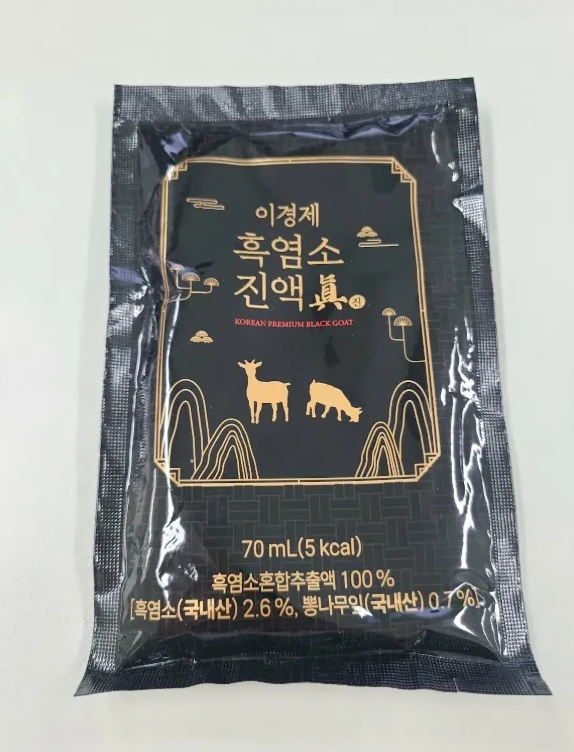 이경제
흑염소
진액 眞 진
KOREAN PREMIUM BLACK GOAT
70 mL(5 kcal)
흑염소혼합추출액 100 %
[흑염소(국내산) 2.6 %, 뽕나무잎(국내산)